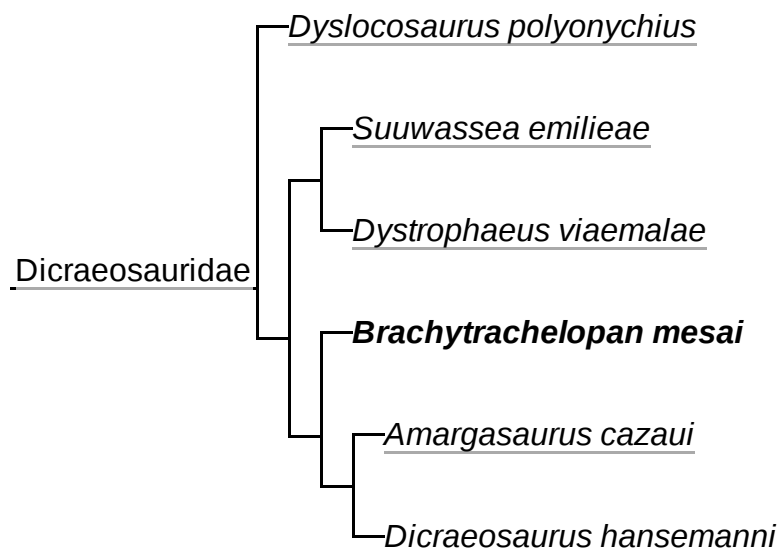 Dyslocosaurus polyonychius
Suuwassea emilieae
Dystrophaeus viaemalae
Dicraeosauridae
Brachytrachelopan mesai
Amargasaurus cazaui
Dicraeosaurus hansemanni